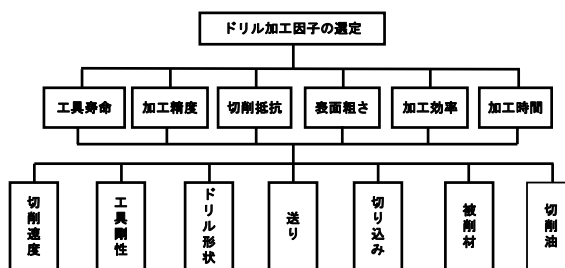 ドリル加工因子の選定
工具寿命
加工精度
切削抵抗
表面粗さ
加工効率
加工時間
切削速度
工具剛性
ドリル形状
送り
切り込み
被削材
切削油